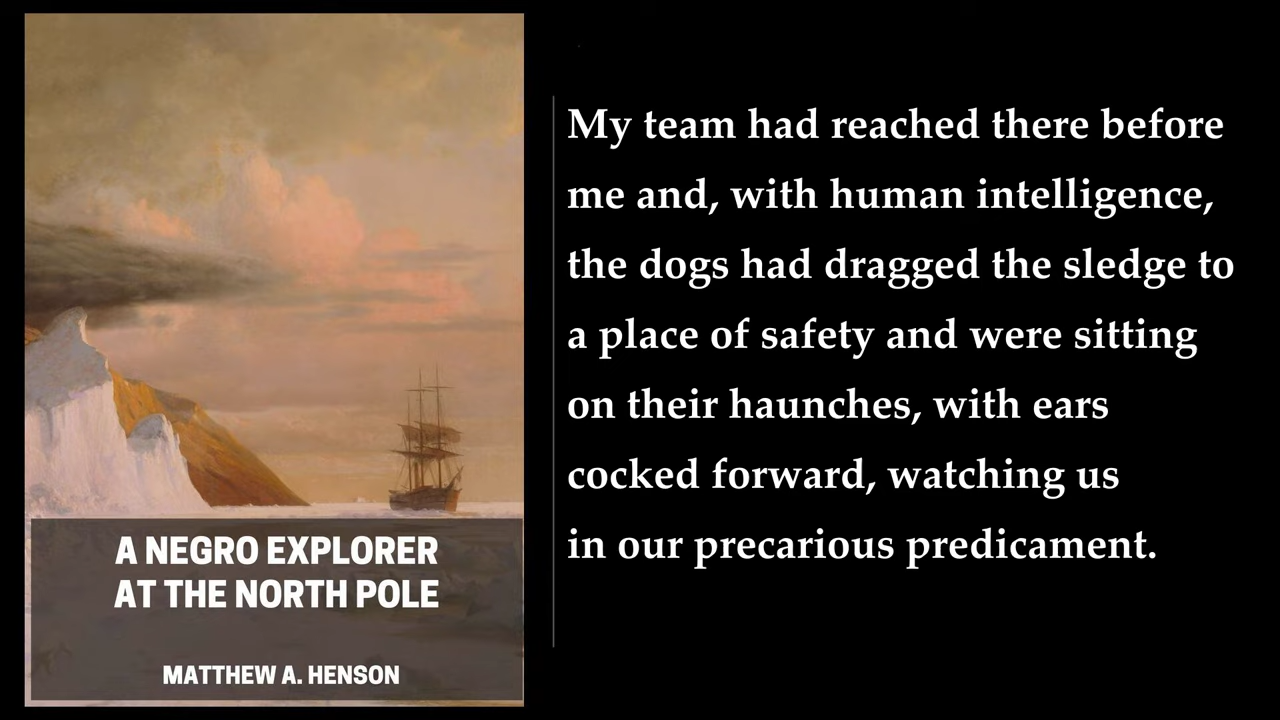 A NEGRO EXPLORER
AT THE NORTH POLE
MATTHEW A. HENSON
My team had reached there before
me and, with human intelligence,
the dogs had dragged the sledge to
a place of safety and were sitting
on their haunches, with ears
cocked forward, watching us
in our precarious predicament.